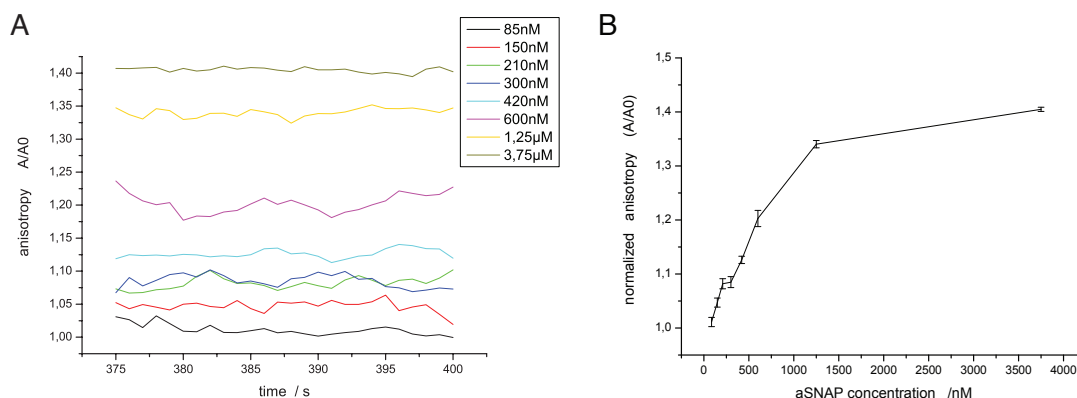 A
anisotropy A/A0
1,40
1,35
1,30
1,25
1,20
1,15
1,10
1,05
1,00
375 380 385 390 395 400
time / s
85nM
150nM
210nM
300nM
420nM
600nM
1,25µM
3,75µM
B
normalized anisotropy (A/A0)
1,5
1,4
1,3
1,2
1,1
1,0
0 500 1000 1500 2000 2500 3000 3500 4000
aSNAP concentration /nM